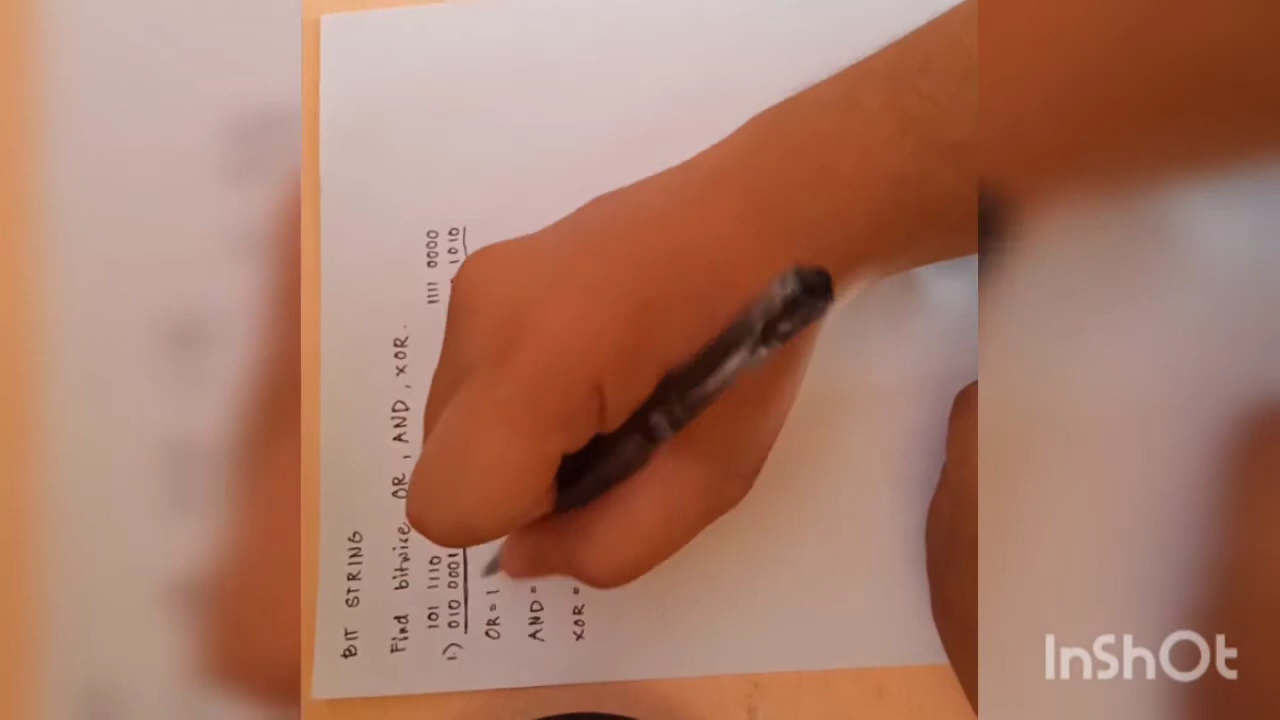 BIT STRING
Find bitwice OR, AND, XOR.
101 1110 1111 0000
1.) 010 0001 1010
OR = 1
AND =
XOR =
InShOt